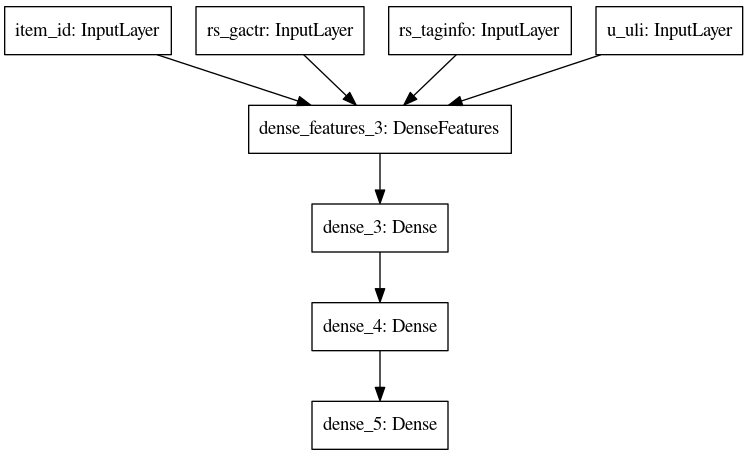 item_id: InputLayer
rs_gactr: InputLayer
rs_taginfo: InputLayer
u_uli: InputLayer
dense_features_3: DenseFeatures
dense_3: Dense
dense_4: Dense
dense_5: Dense